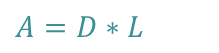 A = D * L